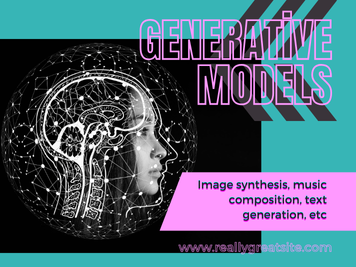 GENERATİVE
MODELS
Image synthesis, music
composition, text
generation, etc
www.reallygreatsite.com